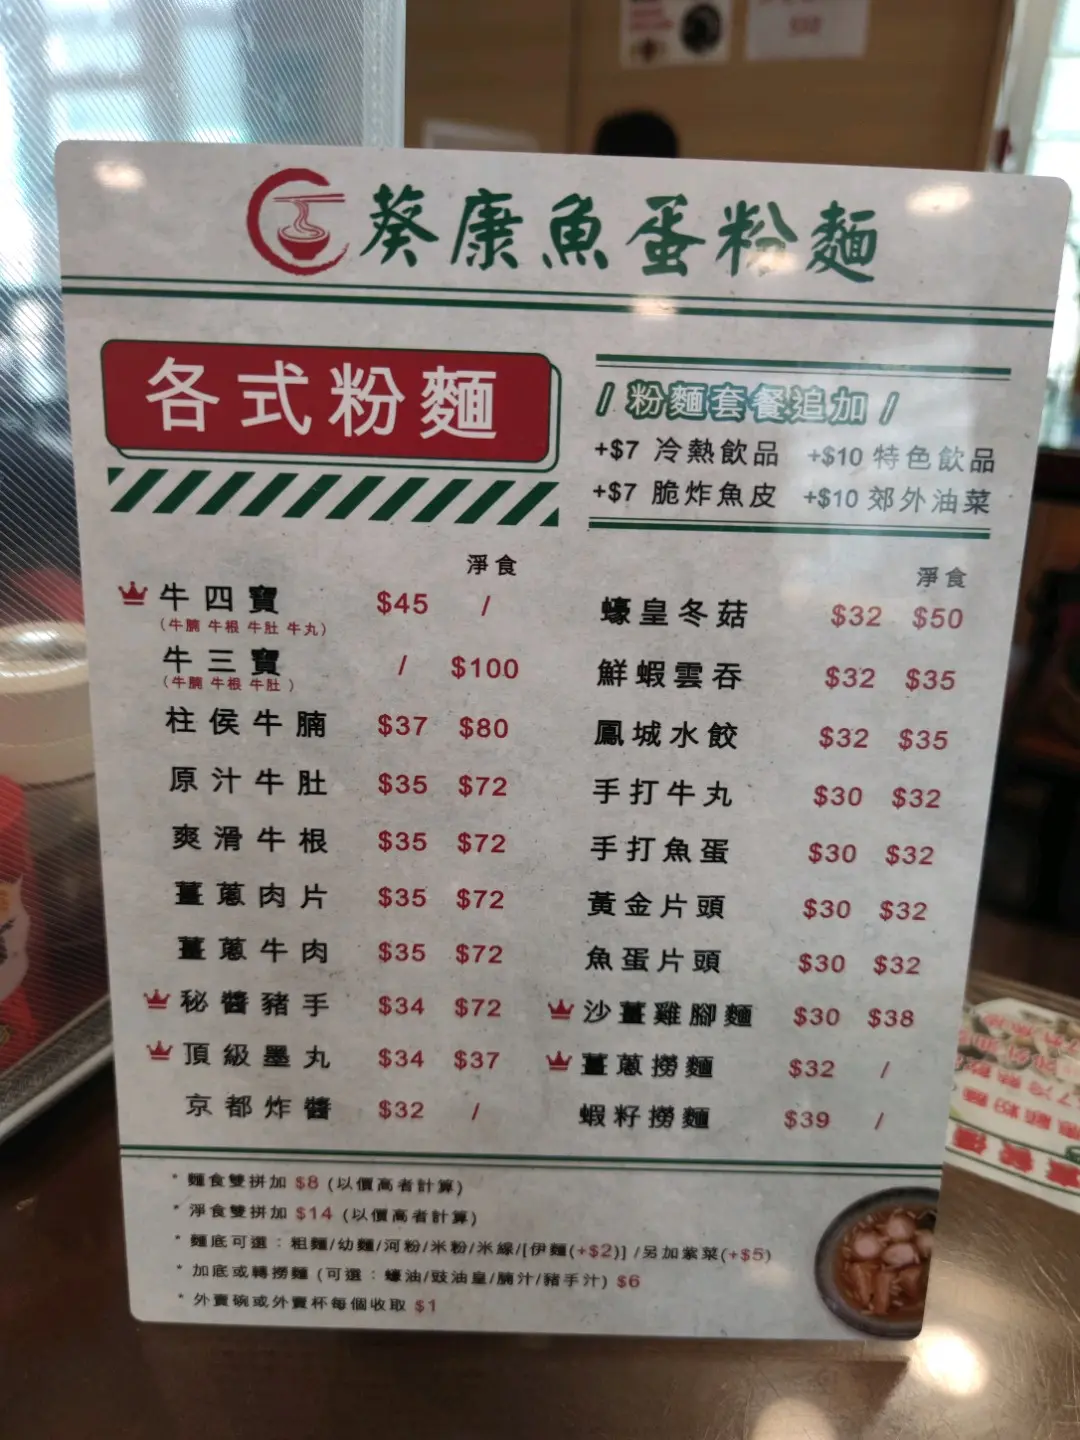 葵康魚蛋粉麵
各式粉麵
/ 粉麵套餐追加 /
+$7 冷熱飲品 +$10 特色飲品
+$7 脆炸魚皮 +$10 郊外油菜
淨食
牛四寶 $45 /
(牛腩 牛根 牛肚 牛丸)
牛三寶 / $100
(牛腩 牛根 牛肚 )
柱侯牛腩 $37 $80
原汁牛肚 $35 $72
爽滑牛根 $35 $72
薑蔥肉片 $35 $72
薑蔥牛肉 $35 $72
秘醬豬手 $34 $72
頂級墨丸 $34 $37
京都炸醬 $32 /
淨食
蠔皇冬菇 $32 $50
鮮蝦雲吞 $32 $35
鳳城水餃 $32 $35
手打牛丸 $30 $32
手打魚蛋 $30 $32
黃金片頭 $30 $32
魚蛋片頭 $30 $32
沙薑雞腳麵 $30 $38
薑蔥撈麵 $32 /
蝦籽撈麵 $39 /
* 麵食雙拼加 $8 (以價高者計算)
* 淨食雙拼加 $14 (以價高者計算)
* 麵底可選：粗麵/幼麵/河粉/米粉/米線/[伊麵(+$2)] /另加紫菜(+$5)
* 加底或轉撈麵 (可選：蠔油/豉油皇/腩汁/豬手汁) $6
* 外賣碗或外賣杯每個收取 $1